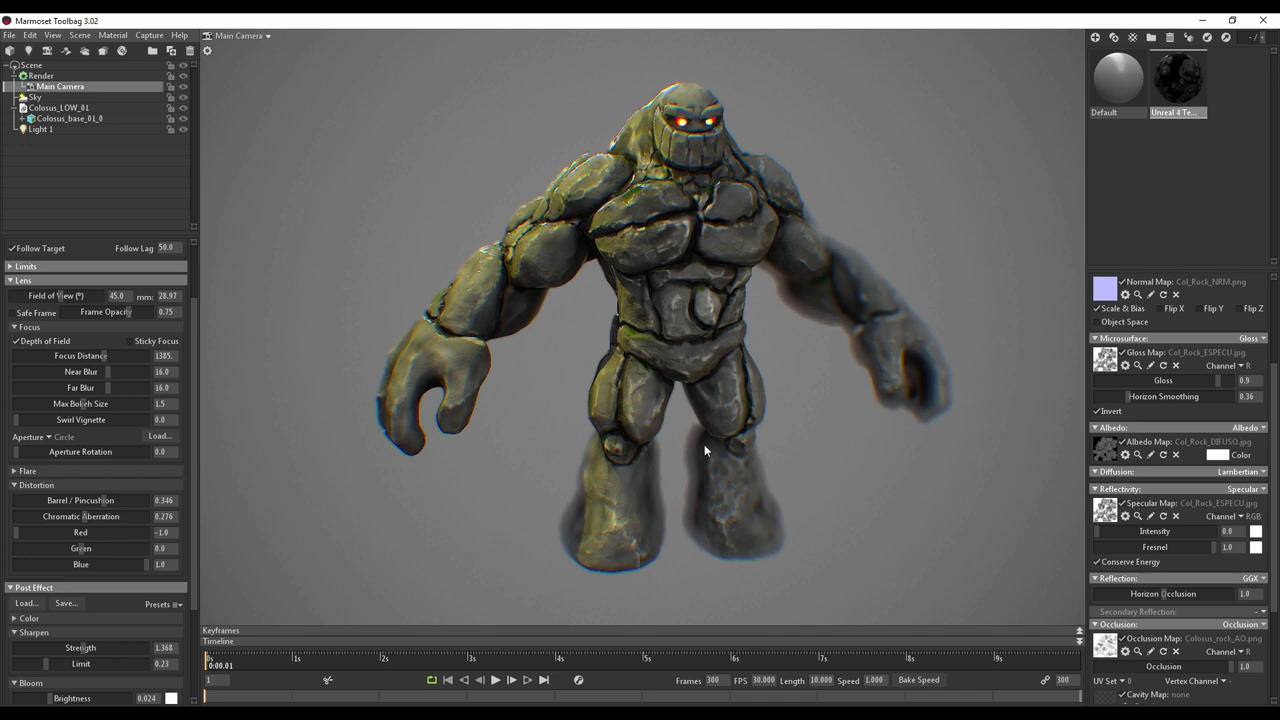 Marmoset Toolbag 3.02
File Edit View Scene Material Capture Help
Main Camera
Scene
Render
Main Camera
Sky
Colosus_LOW_01
Colosus_base_01_0
Light 1
Follow Target Follow Lag 50.0
Limits
Lens
Field of View (°) 45.0 mm: 28.97
Safe Frame Frame Opacity 0.75
Focus
Depth of Field Sticky Focus
Focus Distance 1385.
Near Blur 16.0
Far Blur 16.0
Max Bokeh Size 1.5
Swirl Vignette 0.0
Aperture Circle Load...
Aperture Rotation 0.0
Flare
Distortion
Barrel / Pincushion 0.346
Chromatic Aberration 0.276
Red -1.0
Green 0.0
Blue 1.0
Post Effect
Load... Save... Presets
Color
Sharpen
Strength 1.368
Limit 0.23
Bloom
Brightness 0.024
Keyframes
Timeline
0s 1s 2s 3s 4s 5s 6s 7s 8s 9s
0:00.01
1 Frames 300 FPS 30.000 Length 10.000 Speed 1.000 Bake Speed 300
- /
Default Unreal 4 Te...
Normal Map: Col_Rock_NRM.jpg
Scale & Bias Flip X Flip Y Flip Z
Object Space
Microsurface: Gloss
Gloss Map: Col_Rock_ESPECU.jpg
Channel R
Gloss 0.9
Horizon Smoothing 0.36
Invert
Albedo: Albedo
Albedo Map: Col_Rock_DIFUSO.jpg
Color
Diffusion: Lambertian
Reflectivity: Specular
Specular Map: Col_Rock_ESPECU.jpg
Channel RGB
Intensity 0.0
Fresnel 1.0
Conserve Energy
Reflection: GGX
Horizon Occlusion 1.0
Secondary Reflection: -
Occlusion: Occlusion
Occlusion Map: Colosus_rock_AO.png
Channel R
Occlusion 1.0
UV Set 0 Vertex Channel -
Cavity Map: none